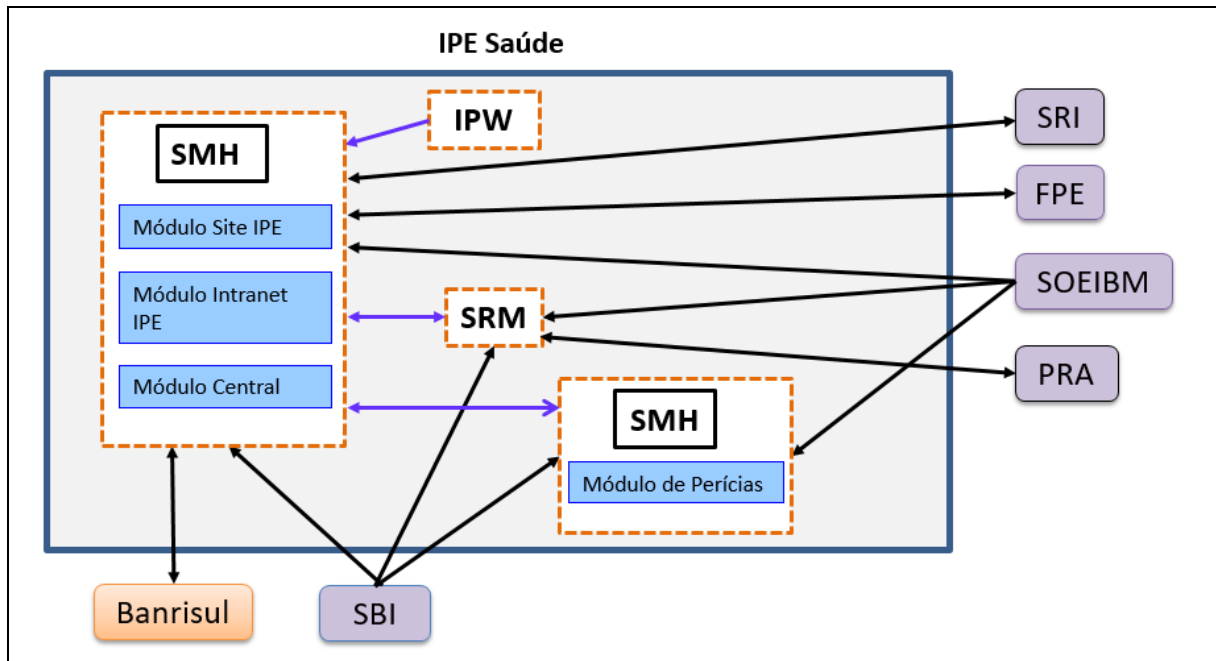 IPE Saúde
IPW
SMH
Módulo Site IPE
Módulo Intranet
IPE
Módulo Central
SRM
SMH
Módulo de Perícias
SRI
FPE
SOEIBM
PRA
Banrisul
SBI